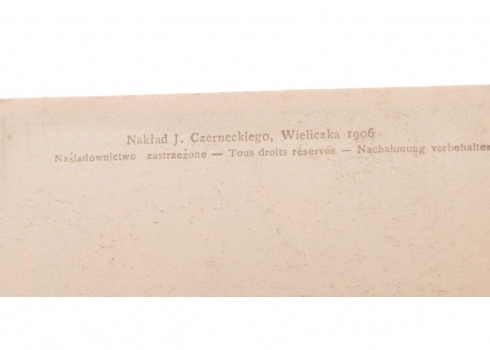 Nakład J. Czerneckiego, Wieliczka 1906
Naśladownictwo zastrzeżone — Tous droits réservés — Nachahmung vorbehalten